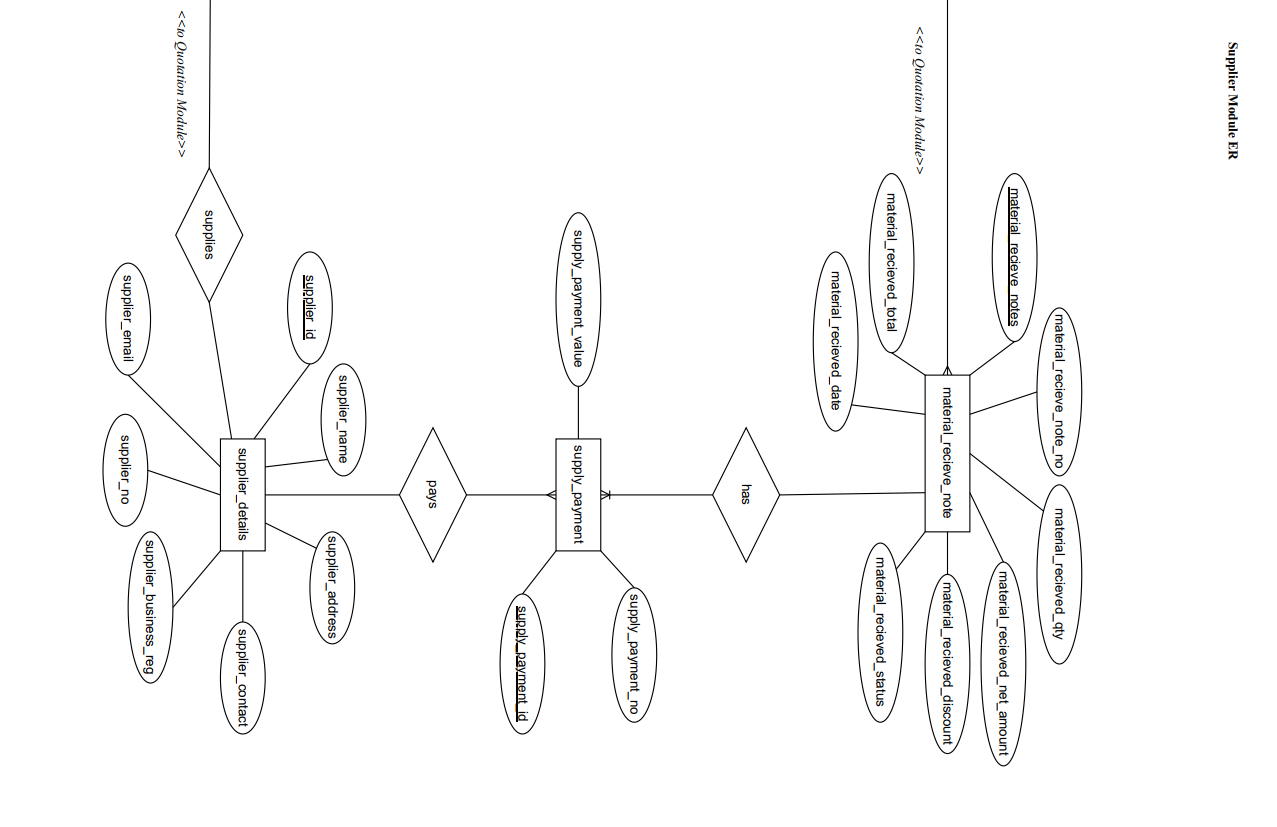 Supplier Module ER
<<to Quotation Module>>
material_recieve_notes
material_recieve_note_no
material_recieved_total
material_recieved_date
material_recieve_note
material_recieved_qty
material_recieved_net_amount
material_recieved_discount
material_recieved_status
has
supply_payment_value
supply_payment
supply_payment_no
supply_payment_id
pays
<<to Quotation Module>>
supplies
supplier_id
supplier_email
supplier_name
supplier_no
supplier_details
supplier_address
supplier_business_reg
supplier_contact